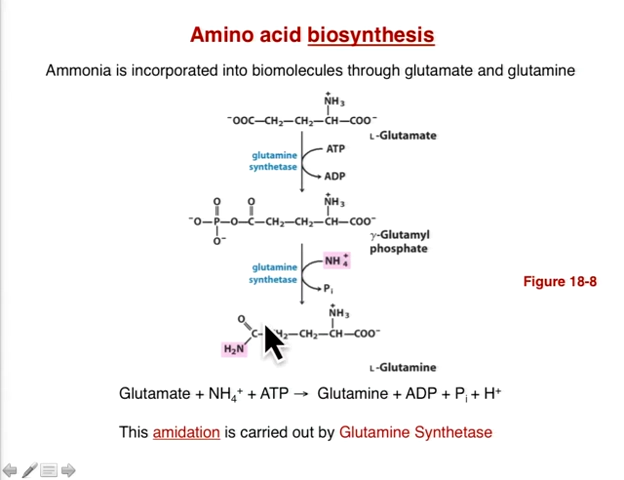 Amino acid biosynthesis
Ammonia is incorporated into biomolecules through glutamate and glutamine
⁺NH₃
⁻OOC—CH₂—CH₂—CH—COO⁻
L-Glutamate
ATP
glutamine
synthetase
ADP
O O ⁺NH₃
⁻O—P—O—C—CH₂—CH₂—CH—COO⁻
O⁻
γ-Glutamyl
phosphate
NH₄⁺
glutamine
synthetase
Pᵢ
Figure 18-8
⁺NH₃
O
C— H₂—CH₂—CH—COO⁻
H₂N
L-Glutamine
Glutamate + NH₄⁺ + ATP → Glutamine + ADP + Pᵢ + H⁺
This amidation is carried out by Glutamine Synthetase